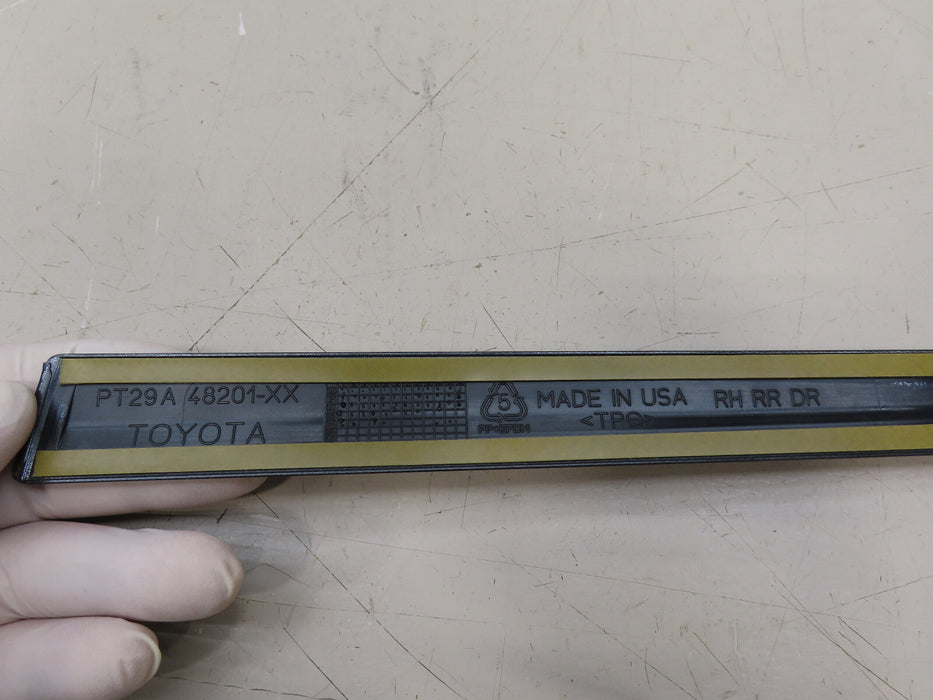 PT29A 48201-XX
TOYOTA
5
PP+EPDM
MADE IN USA RH RR DR
<TPO>